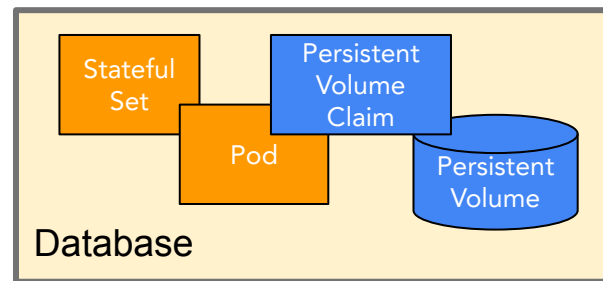 Stateful
Set
Pod
Persistent
Volume
Claim
Persistent
Volume
Database